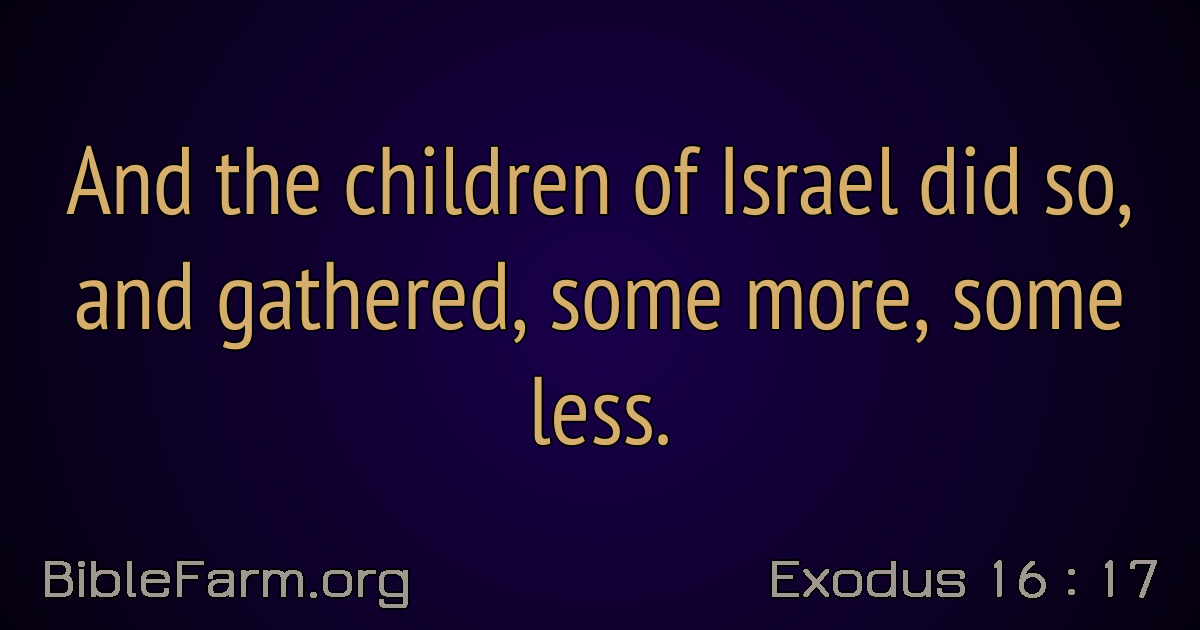 And the children of Israel did so,
and gathered, some more, some
less.
BibleFarm.org
Exodus 16 : 17